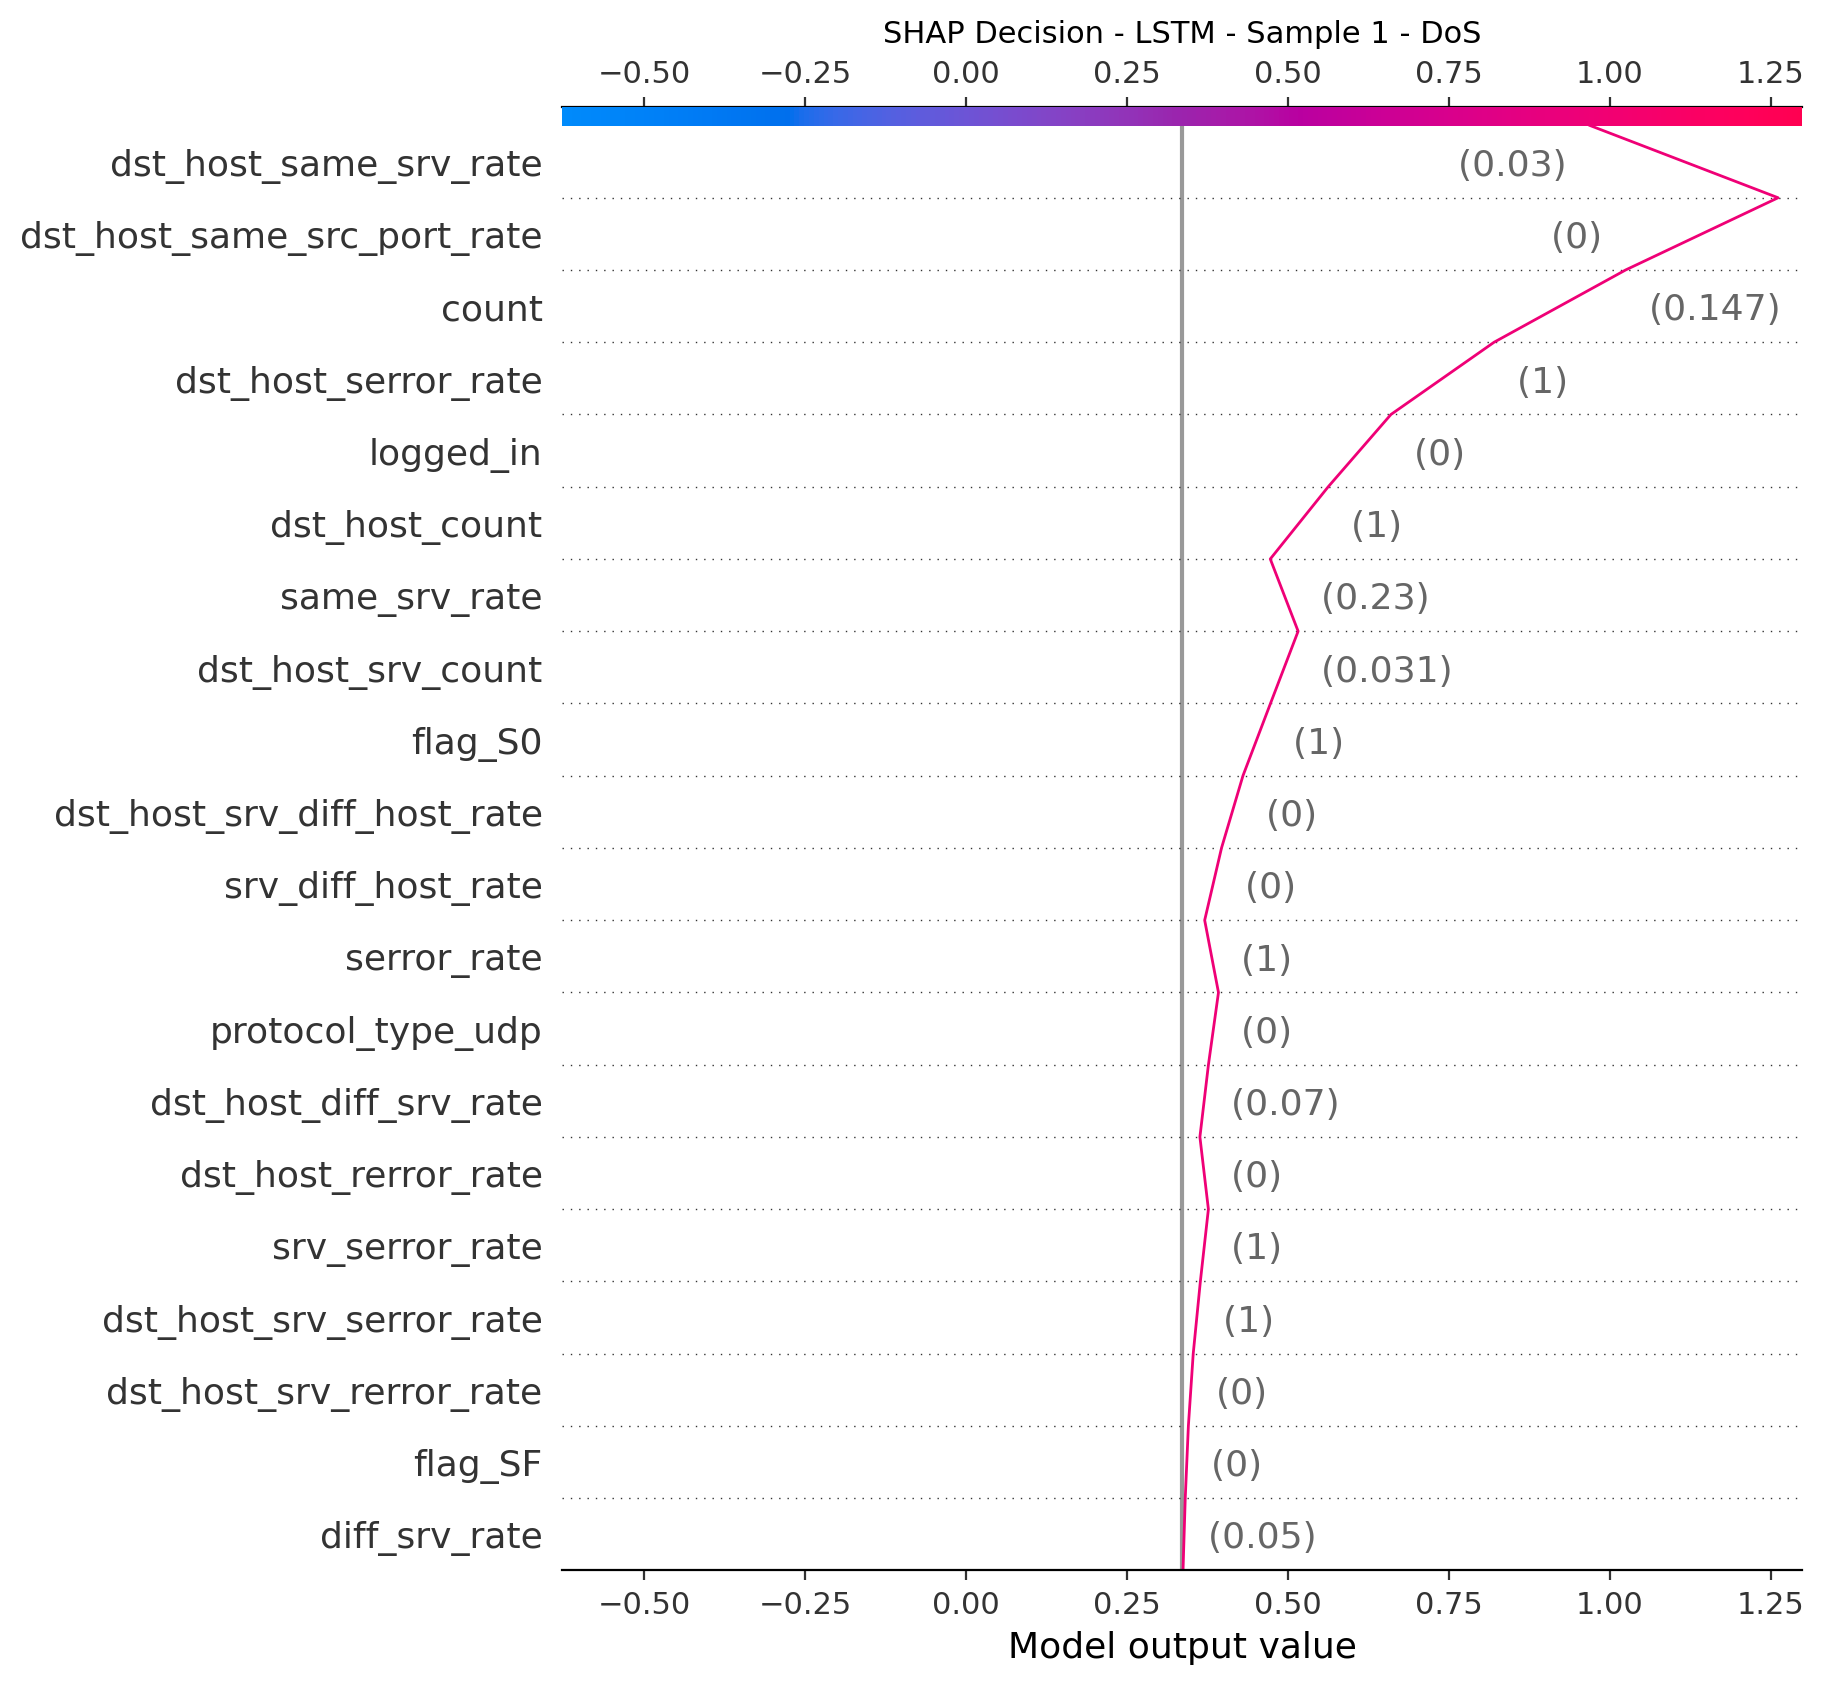 SHAP Decision - LSTM - Sample 1 - DoS
−0.50 −0.25 0.00 0.25 0.50 0.75 1.00 1.25
dst_host_same_srv_rate (0.03)
dst_host_same_src_port_rate (0)
count (0.147)
dst_host_serror_rate (1)
logged_in (0)
dst_host_count (1)
same_srv_rate (0.23)
dst_host_srv_count (0.031)
flag_S0 (1)
dst_host_srv_diff_host_rate (0)
srv_diff_host_rate (0)
serror_rate (1)
protocol_type_udp (0)
dst_host_diff_srv_rate (0.07)
dst_host_rerror_rate (0)
srv_serror_rate (1)
dst_host_srv_serror_rate (1)
dst_host_srv_rerror_rate (0)
flag_SF (0)
diff_srv_rate (0.05)
−0.50 −0.25 0.00 0.25 0.50 0.75 1.00 1.25
Model output value